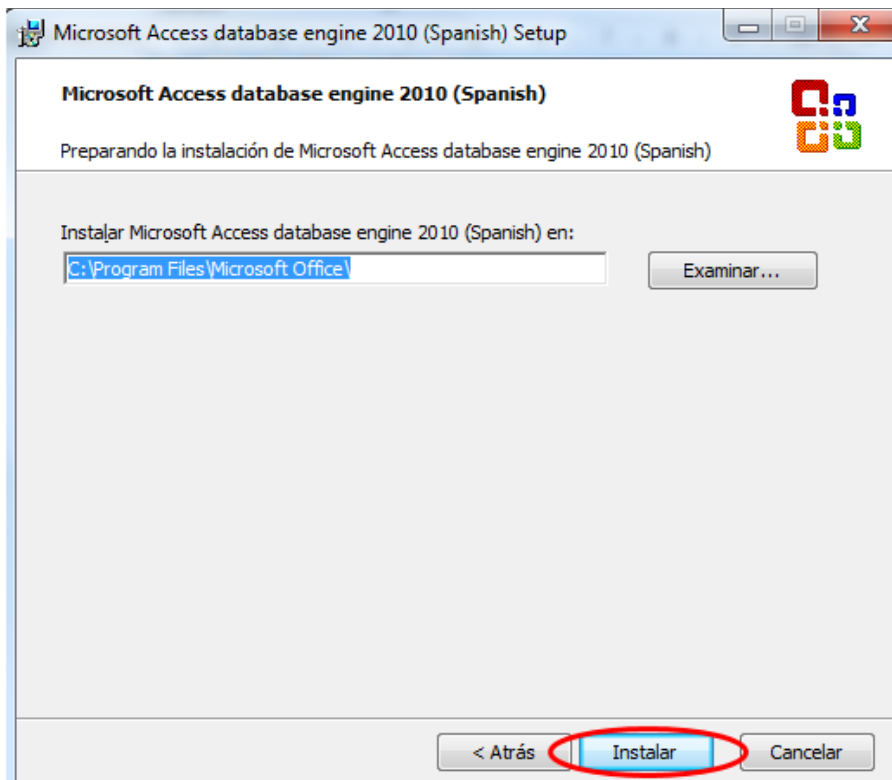 Microsoft Access database engine 2010 (Spanish) Setup
Microsoft Access database engine 2010 (Spanish)
Preparando la instalación de Microsoft Access database engine 2010 (Spanish)
Instalar Microsoft Access database engine 2010 (Spanish) en:
C:\Program Files\Microsoft Office\
Examinar...
< Atrás Instalar Cancelar